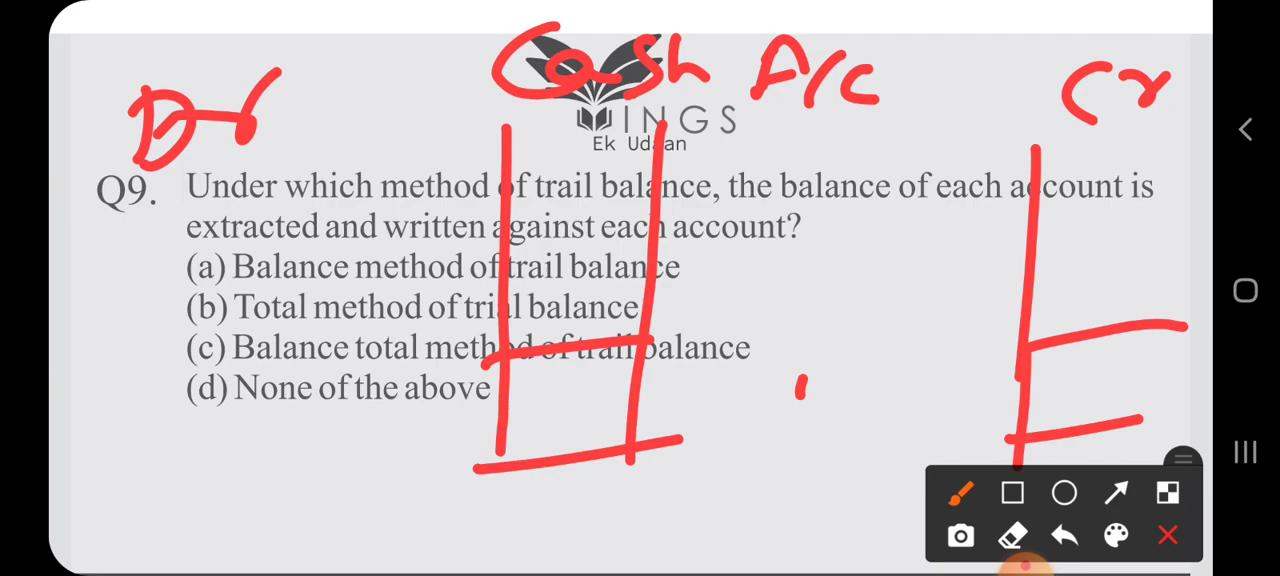 Dr Cash A/c Cr
WINGS
Ek Udaan
Q9. Under which method of trail balance, the balance of each account is
extracted and written against each account?
(a) Balance method of trail balance
(b) Total method of trial balance
(c) Balance total method of trail balance
(d) None of the above